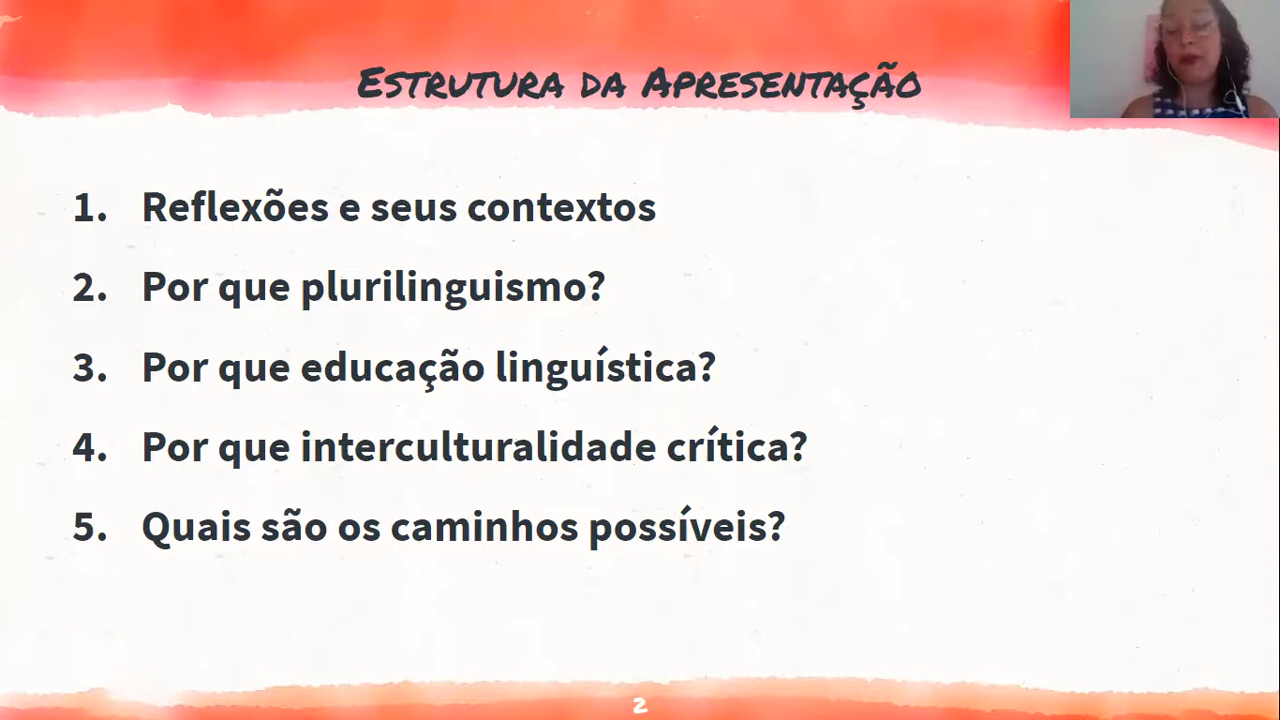 Estrutura da Apresentação
1. Reflexões e seus contextos
2. Por que plurilinguismo?
3. Por que educação linguística?
4. Por que interculturalidade crítica?
5. Quais são os caminhos possíveis?
2